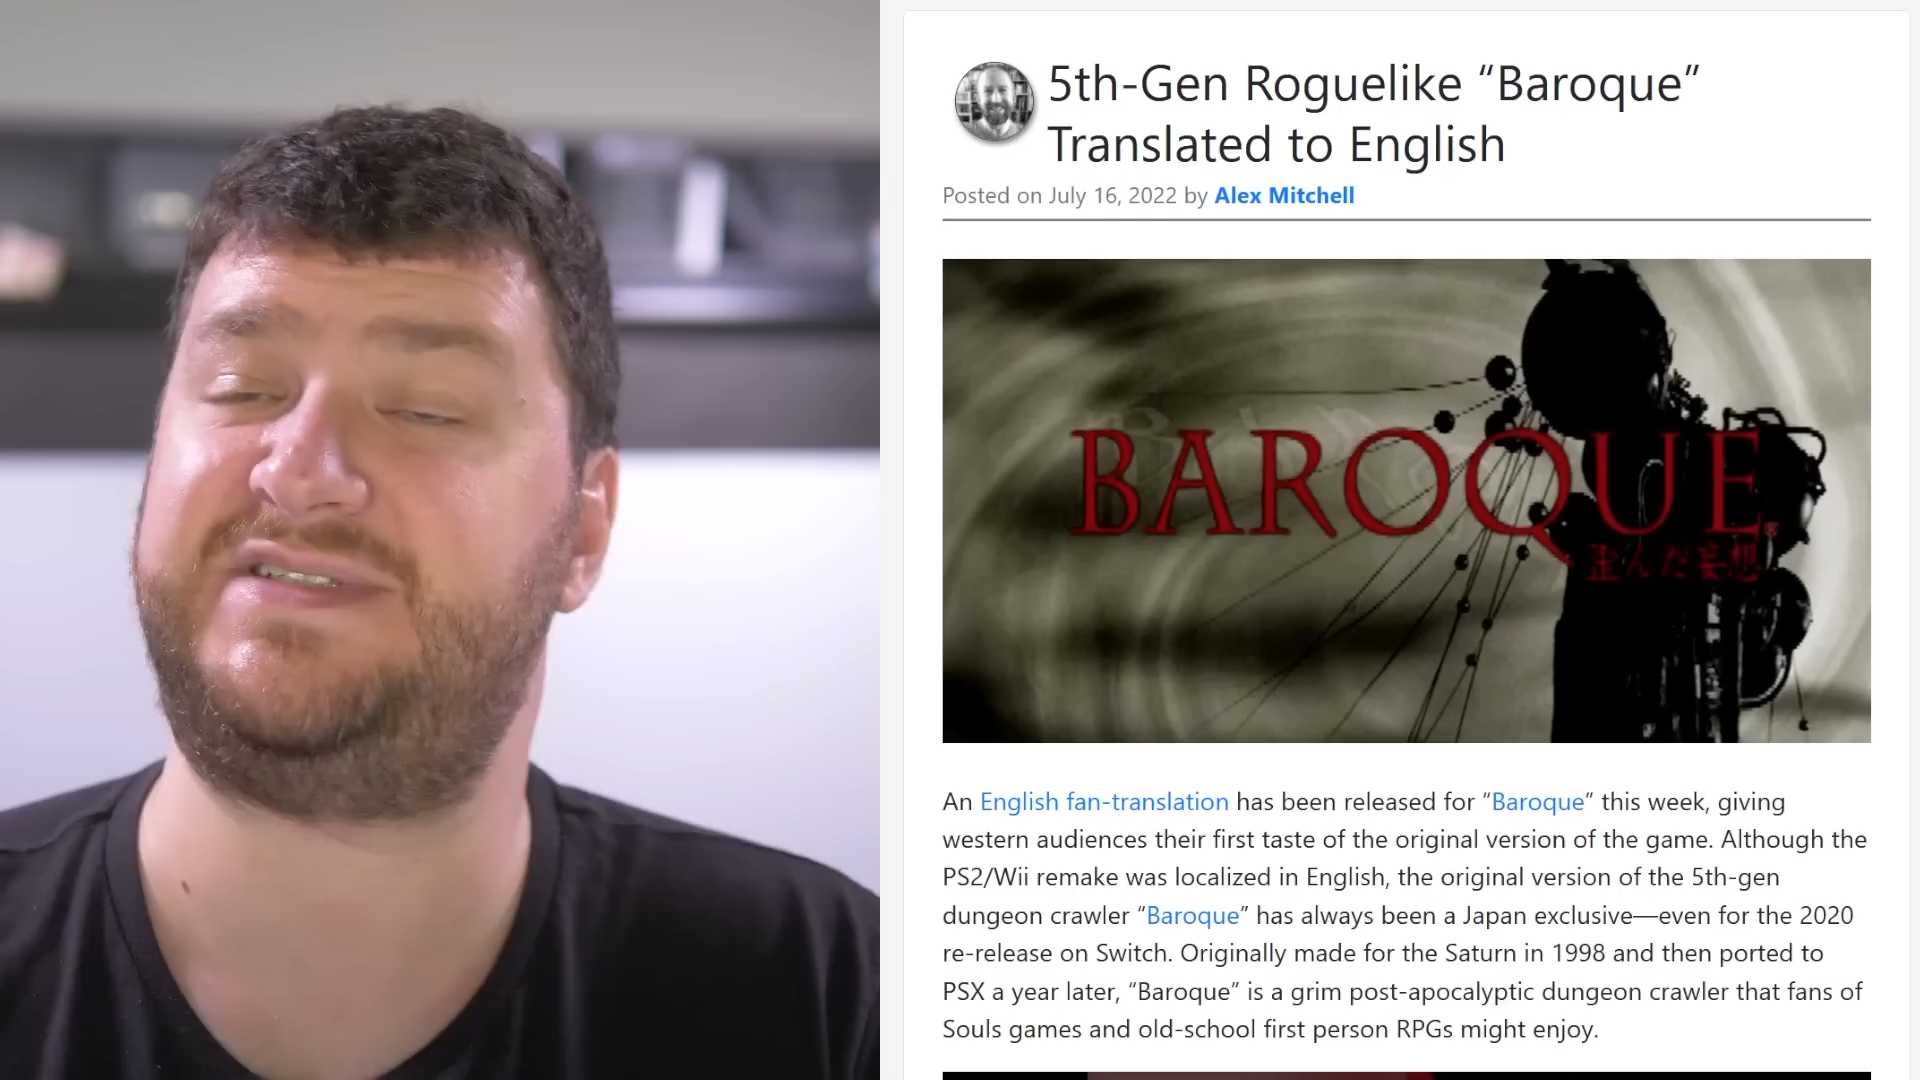 5th-Gen Roguelike “Baroque”
Translated to English
Posted on July 16, 2022 by Alex Mitchell
BAROQUE®
歪んだ妄想
An English fan-translation has been released for “Baroque” this week, giving
western audiences their first taste of the original version of the game. Although the
PS2/Wii remake was localized in English, the original version of the 5th-gen
dungeon crawler “Baroque” has always been a Japan exclusive—even for the 2020
re-release on Switch. Originally made for the Saturn in 1998 and then ported to
PSX a year later, “Baroque” is a grim post-apocalyptic dungeon crawler that fans of
Souls games and old-school first person RPGs might enjoy.